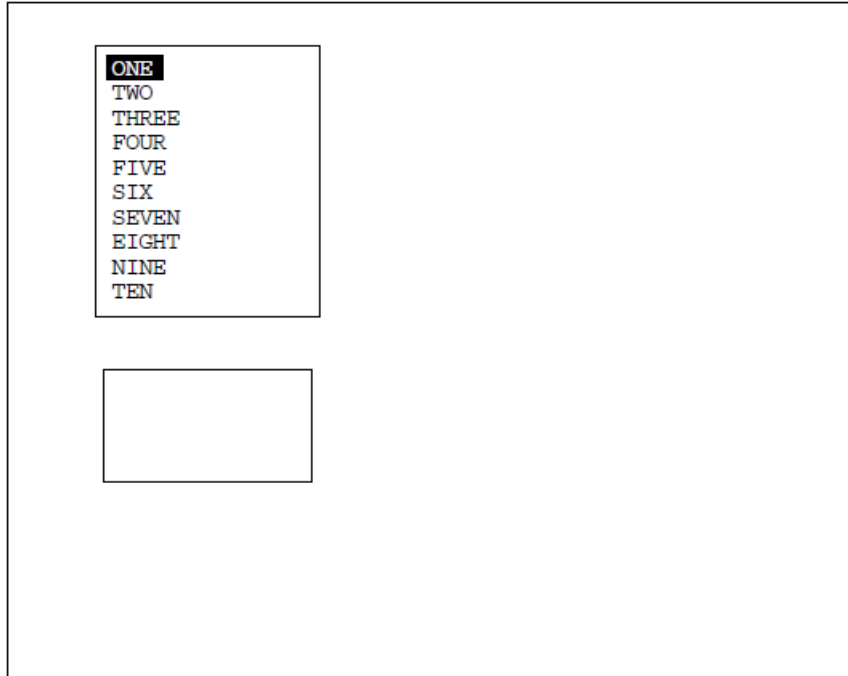 ONE
TWO
THREE
FOUR
FIVE
SIX
SEVEN
EIGHT
NINE
TEN